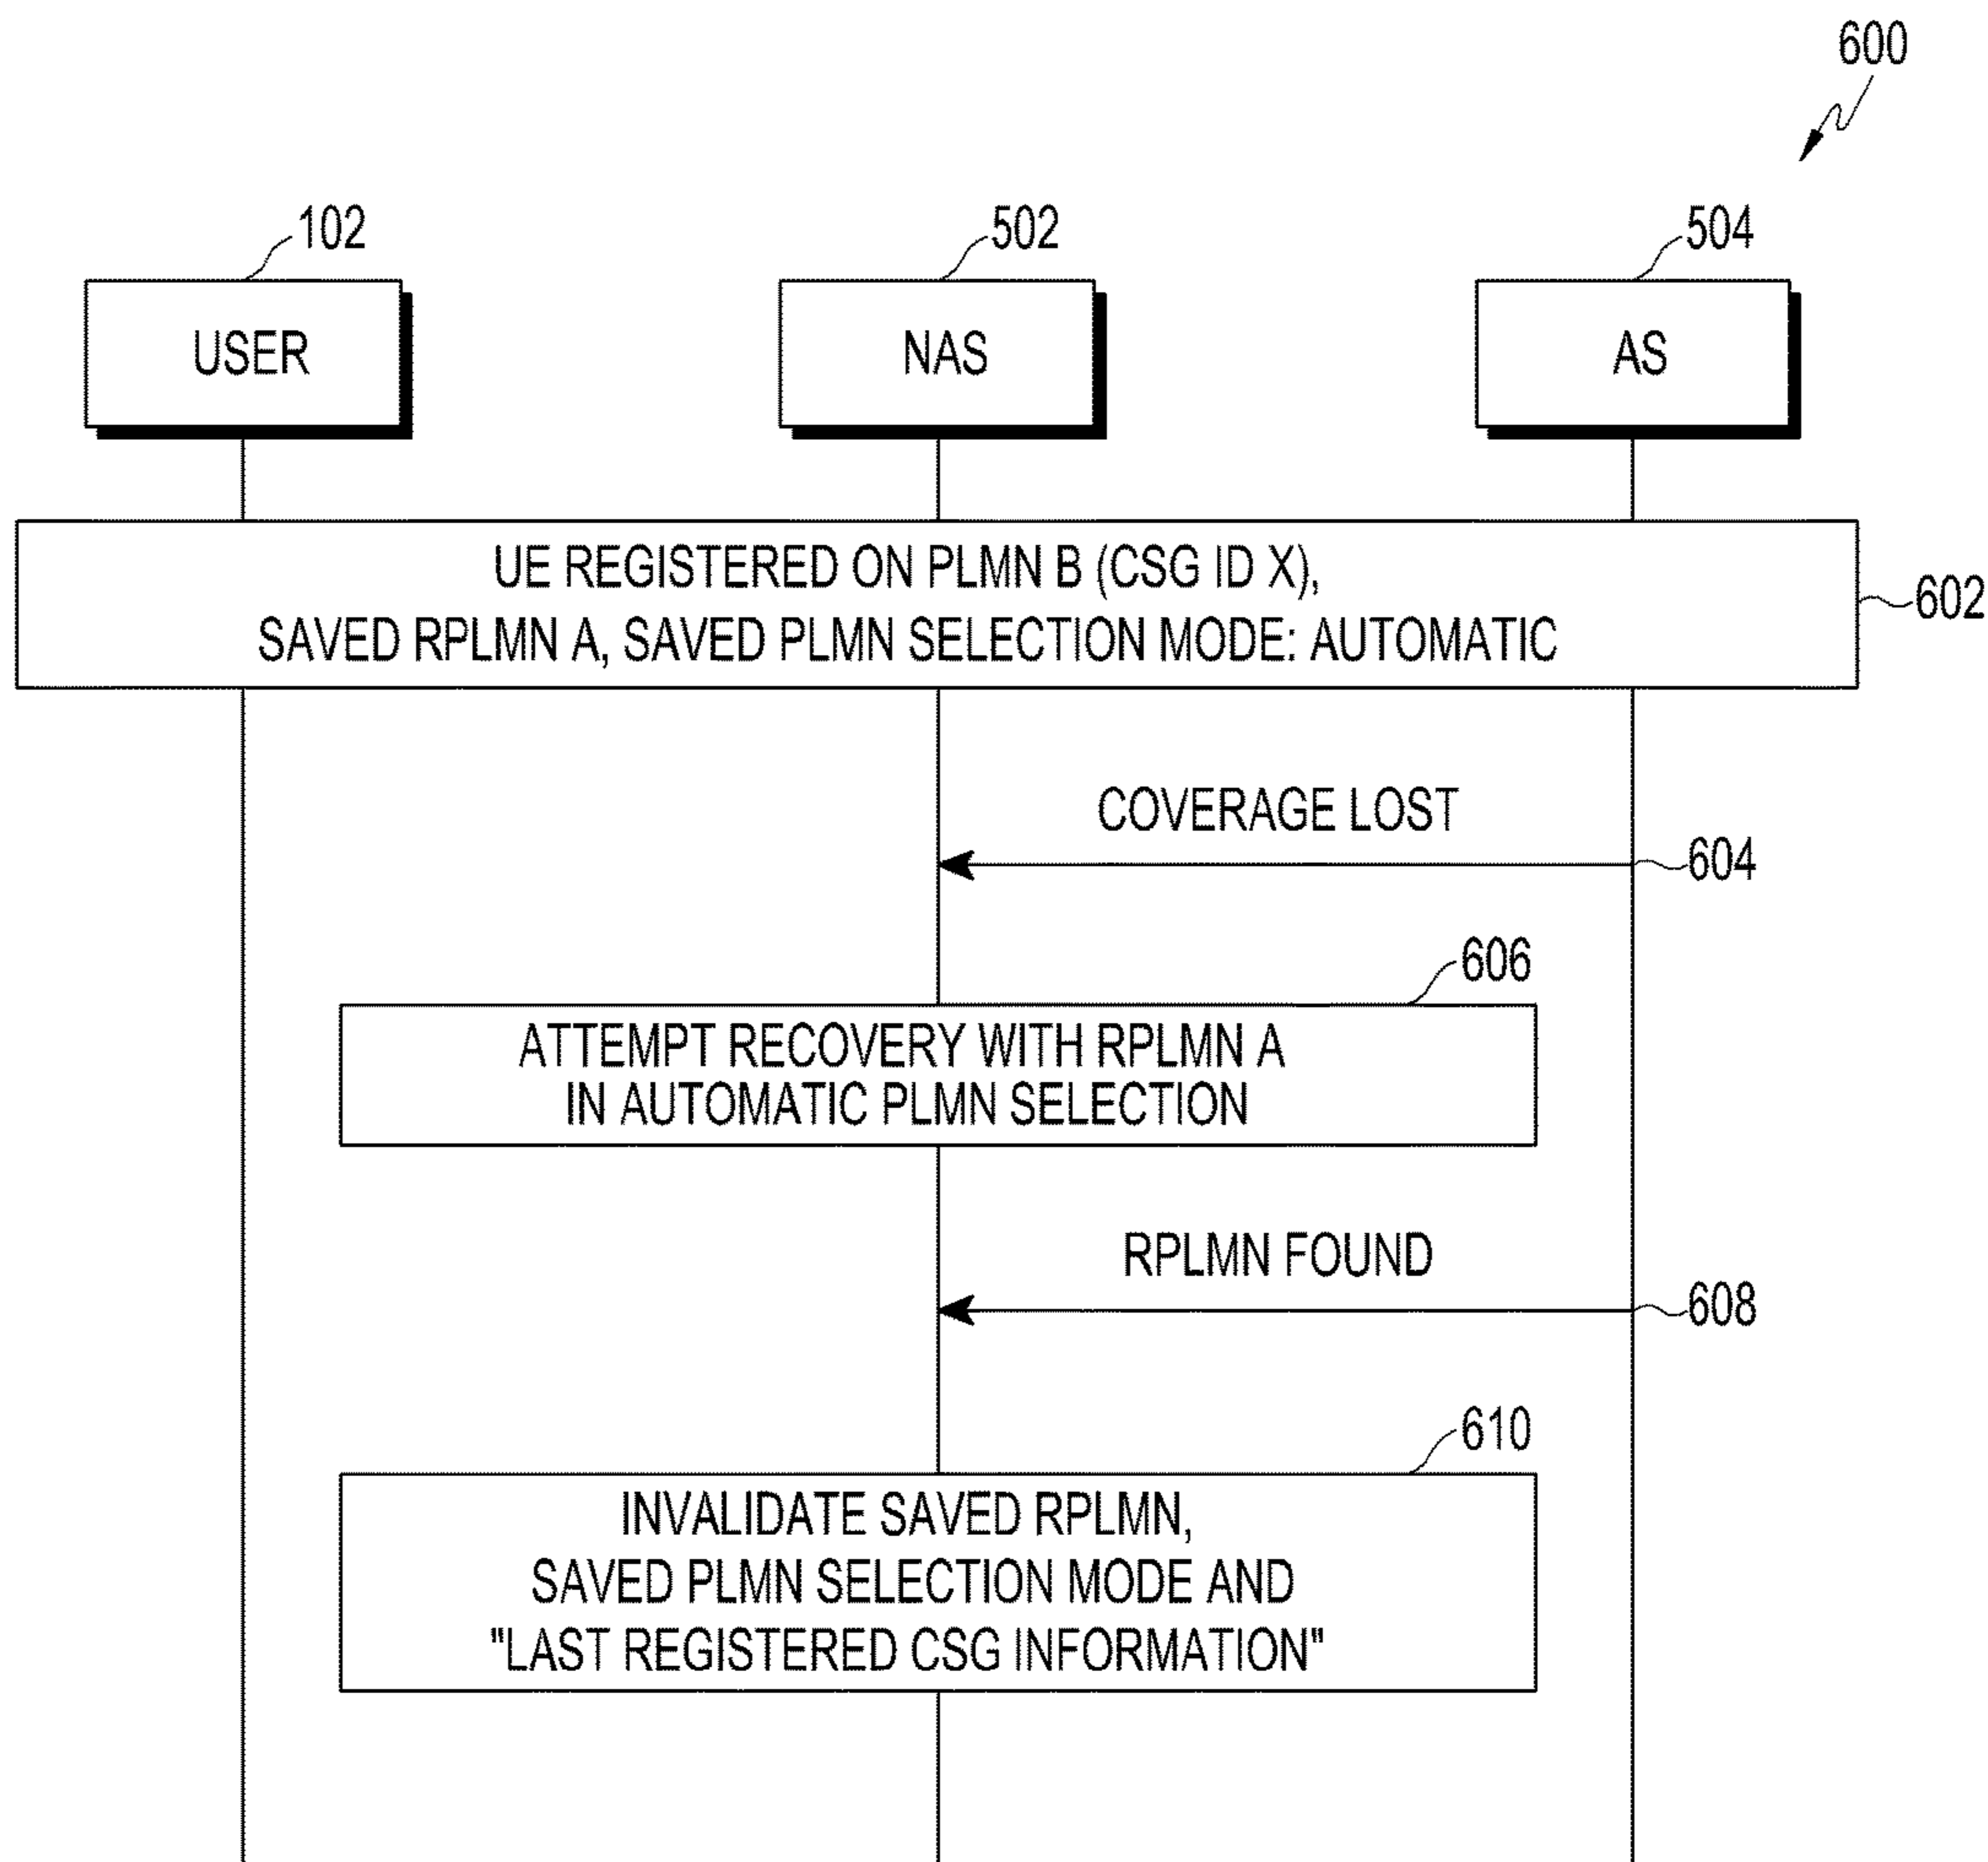 600
102
502
504
USER
NAS
AS
UE REGISTERED ON PLMN B (CSG ID X),
SAVED RPLMN A, SAVED PLMN SELECTION MODE: AUTOMATIC
602
COVERAGE LOST
604
606
ATTEMPT RECOVERY WITH RPLMN A
IN AUTOMATIC PLMN SELECTION
RPLMN FOUND
608
610
INVALIDATE SAVED RPLMN,
SAVED PLMN SELECTION MODE AND
"LAST REGISTERED CSG INFORMATION"